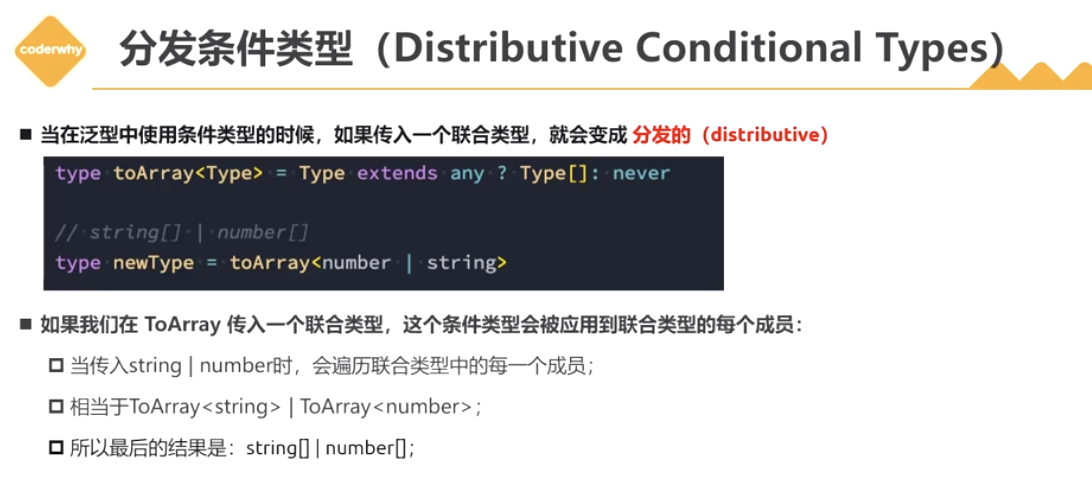 coderwhy
分发条件类型（Distributive Conditional Types）
当在泛型中使用条件类型的时候，如果传入一个联合类型，就会变成 分发的（distributive）
type toArray<Type> = Type extends any ? Type[]: never
// string[] | number[]
type newType = toArray<number | string>
如果我们在 ToArray 传入一个联合类型，这个条件类型会被应用到联合类型的每个成员：
当传入string | number时，会遍历联合类型中的每一个成员；
相当于ToArray<string> | ToArray<number>；
所以最后的结果是：string[] | number[]；